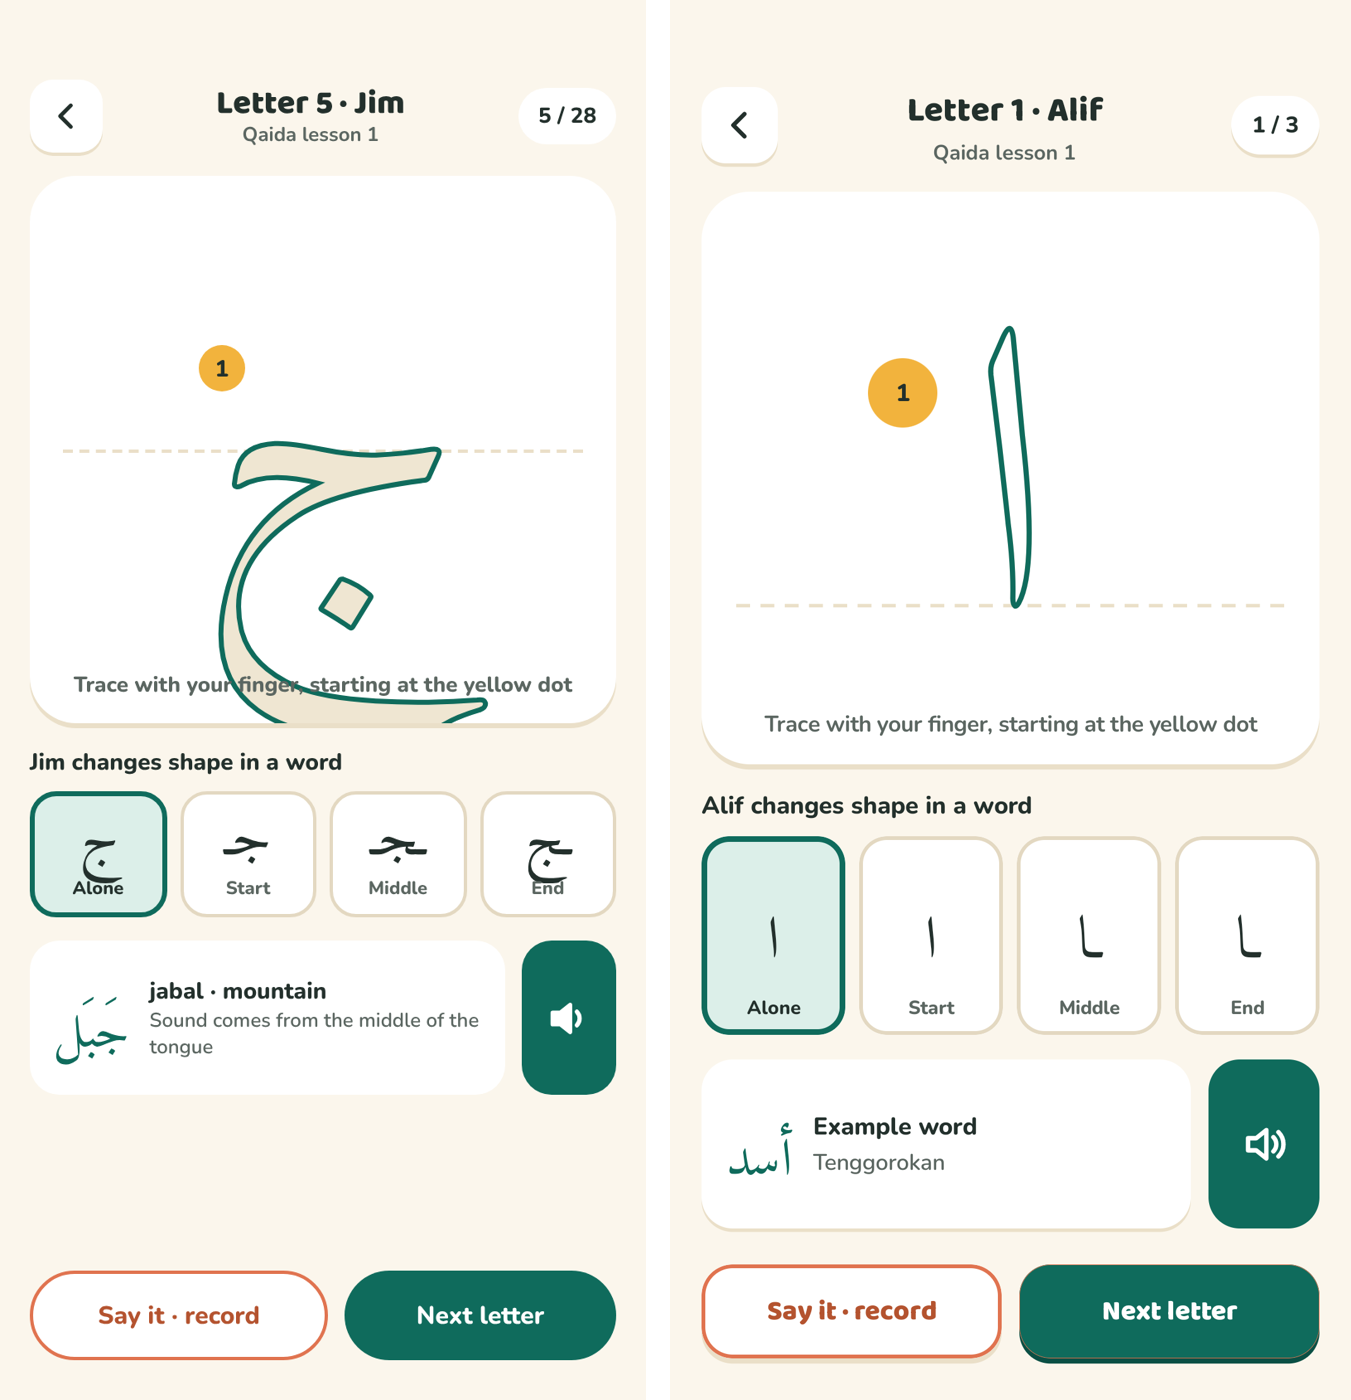 Letter 5 · Jim
Qaida lesson 1
5 / 28
1
ج
Trace with your finger, starting at the yellow dot
Jim changes shape in a word
ج
Alone
جـ
Start
ـجـ
Middle
ـج
End
جَبَل
jabal · mountain
Sound comes from the middle of the
tongue
Say it · record
Next letter
Letter 1 · Alif
Qaida lesson 1
1 / 3
1
ا
Trace with your finger, starting at the yellow dot
Alif changes shape in a word
ا
Alone
ا
Start
ـا
Middle
ـا
End
أسد
Example word
Tenggorokan
Say it · record
Next letter